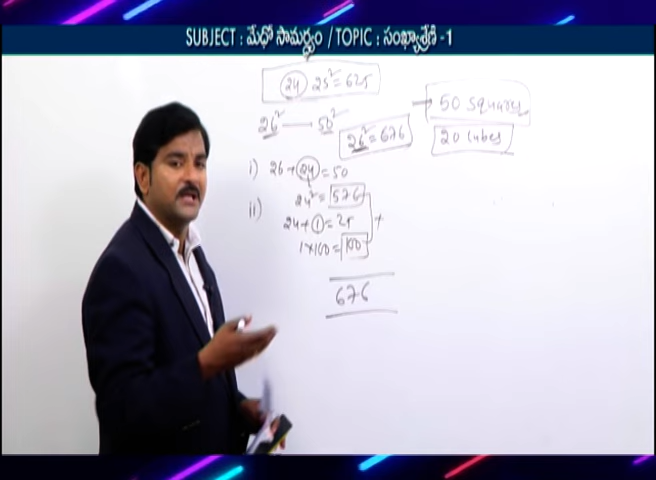 SUBJECT : మేధో సామర్థ్యం / TOPIC : సంఖ్యాశ్రేణి -1
24 25² = 625
26² — 50²
26² = 676
→ 50 squares
20 cubes
i) 26 + 24 = 50
24² = 576
ii) 24 + 1 = 25
1×100 = 100
+
676